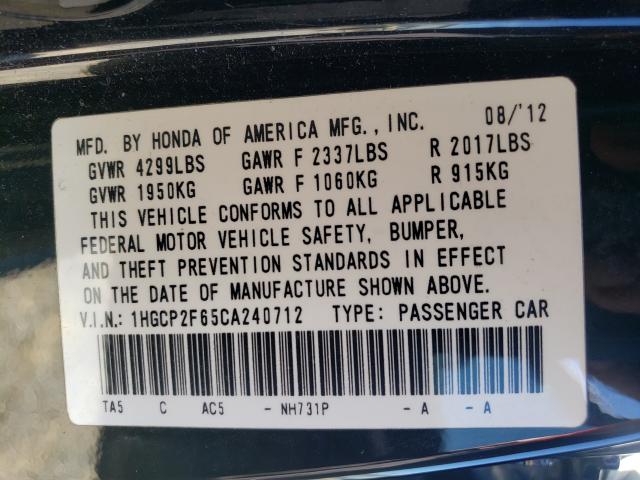 MFD. BY HONDA OF AMERICA MFG., INC. 08/'12
GVWR 4299LBS GAWR F 2337LBS R 2017LBS
GVWR 1950KG GAWR F 1060KG R 915KG
THIS VEHICLE CONFORMS TO ALL APPLICABLE
FEDERAL MOTOR VEHICLE SAFETY, BUMPER,
AND THEFT PREVENTION STANDARDS IN EFFECT
ON THE DATE OF MANUFACTURE SHOWN ABOVE.
V.I.N.: 1HGCP2F65CA240712 TYPE: PASSENGER CAR
TA5 C AC5 - NH731P - A - A